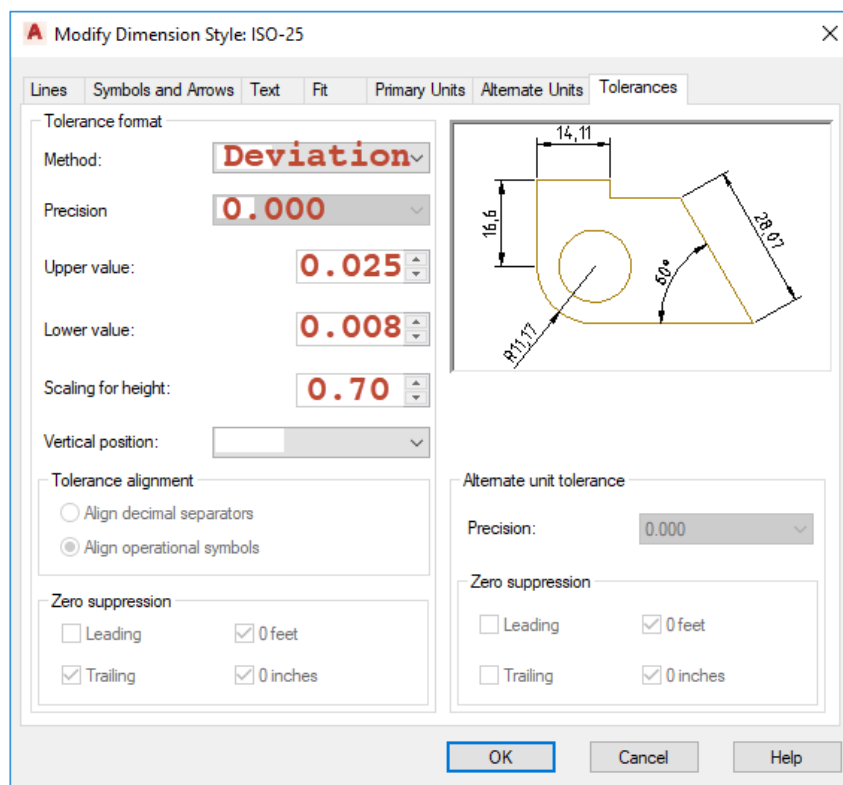 A Modify Dimension Style: ISO-25
Lines Symbols and Arrows Text Fit Primary Units Alternate Units Tolerances
Tolerance format
Method: Deviation
Precision 0.000
Upper value: 0.025
Lower value: 0.008
Scaling for height: 0.70
Vertical position:
Tolerance alignment
Align decimal separators
Align operational symbols
Zero suppression
Leading 0 feet
Trailing 0 inches
14,11
16,6
28,07
60°
R11,17
Alternate unit tolerance
Precision: 0.000
Zero suppression
Leading 0 feet
Trailing 0 inches
OK Cancel Help